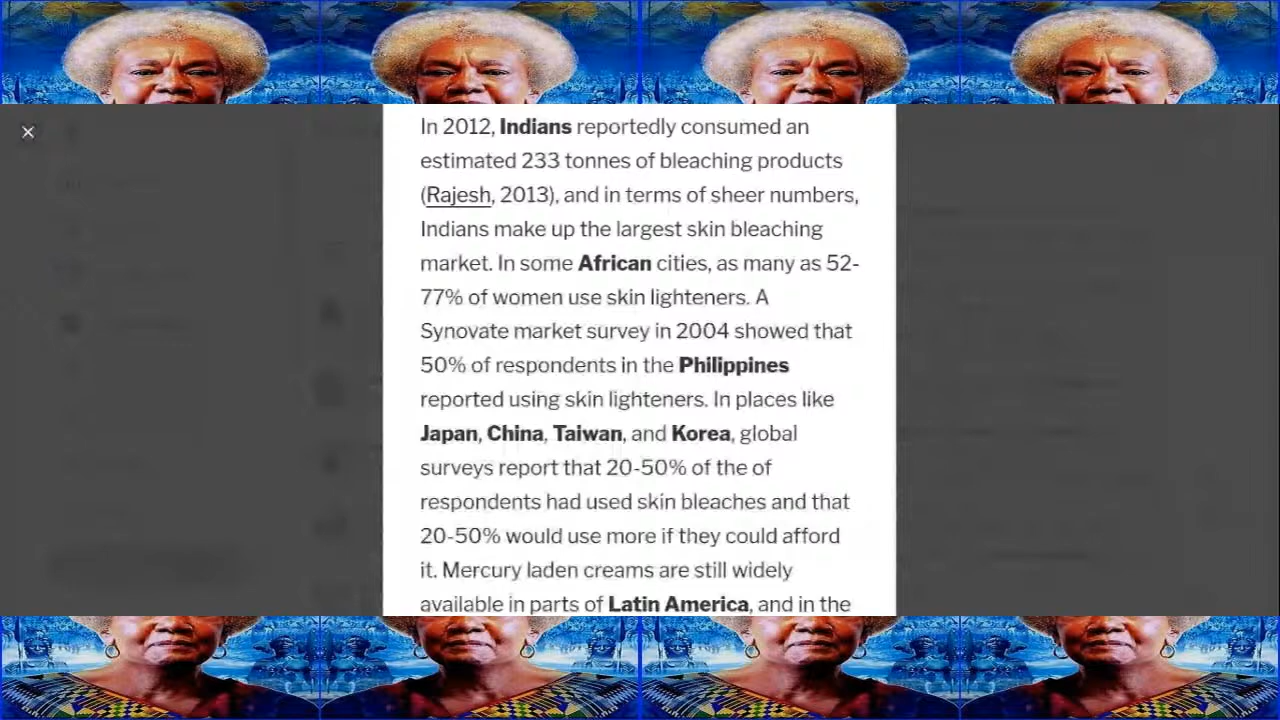 In 2012, Indians reportedly consumed an
estimated 233 tonnes of bleaching products
(Rajesh, 2013), and in terms of sheer numbers,
Indians make up the largest skin bleaching
market. In some African cities, as many as 52-
77% of women use skin lighteners. A
Synovate market survey in 2004 showed that
50% of respondents in the Philippines
reported using skin lighteners. In places like
Japan, China, Taiwan, and Korea, global
surveys report that 20-50% of the of
respondents had used skin bleaches and that
20-50% would use more if they could afford
it. Mercury laden creams are still widely
available in parts of Latin America, and in the